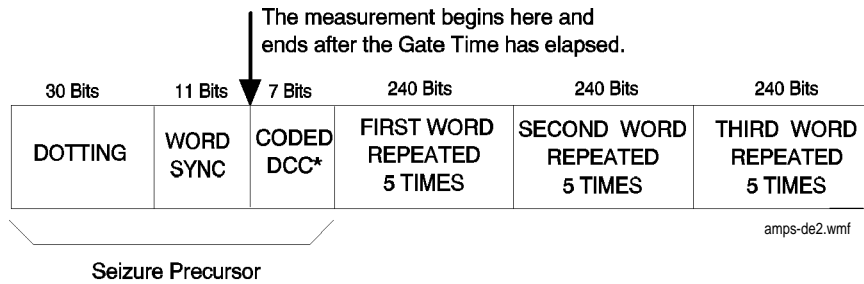 The measurement begins here and
ends after the Gate Time has elapsed.
30 Bits
11 Bits
7 Bits
240 Bits
240 Bits
240 Bits
DOTTING
WORD
SYNC
CODED
DCC*
FIRST WORD
REPEATED
5 TIMES
SECOND WORD
REPEATED
5 TIMES
THIRD WORD
REPEATED
5 TIMES
amps-de2.wmf
Seizure Precursor